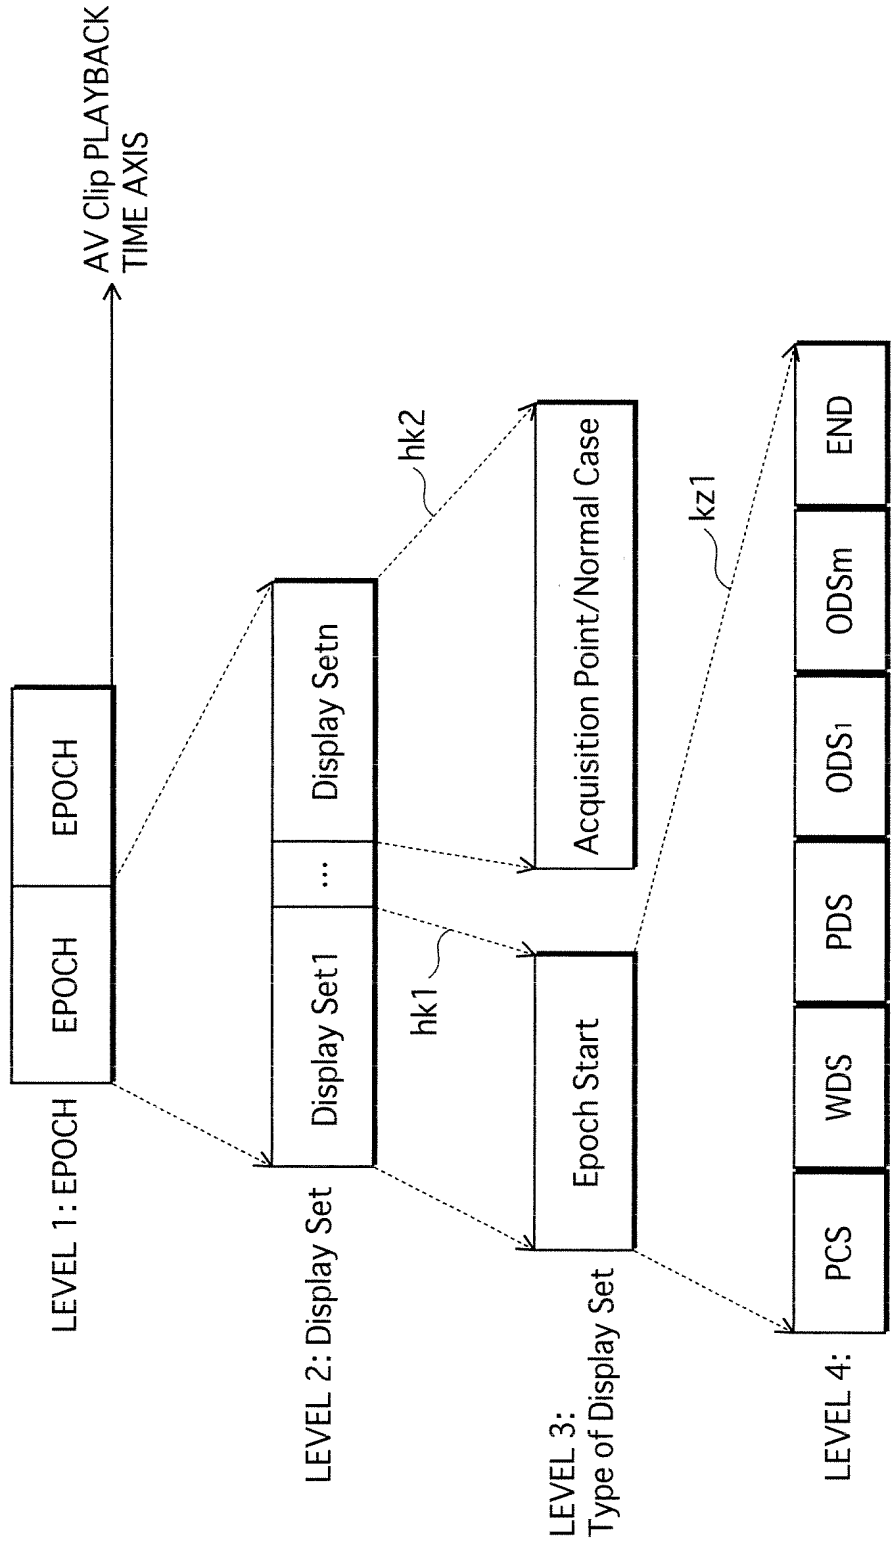 AV Clip PLAYBACK
TIME AXIS
LEVEL 1: EPOCH
EPOCH
EPOCH
LEVEL 2: Display Set
Display Set1
...
Display Setn
hk1
hk2
LEVEL 3:
Type of Display Set
Epoch Start
Acquisition Point/Normal Case
kz1
LEVEL 4:
PCS
WDS
PDS
ODS1
ODSm
END